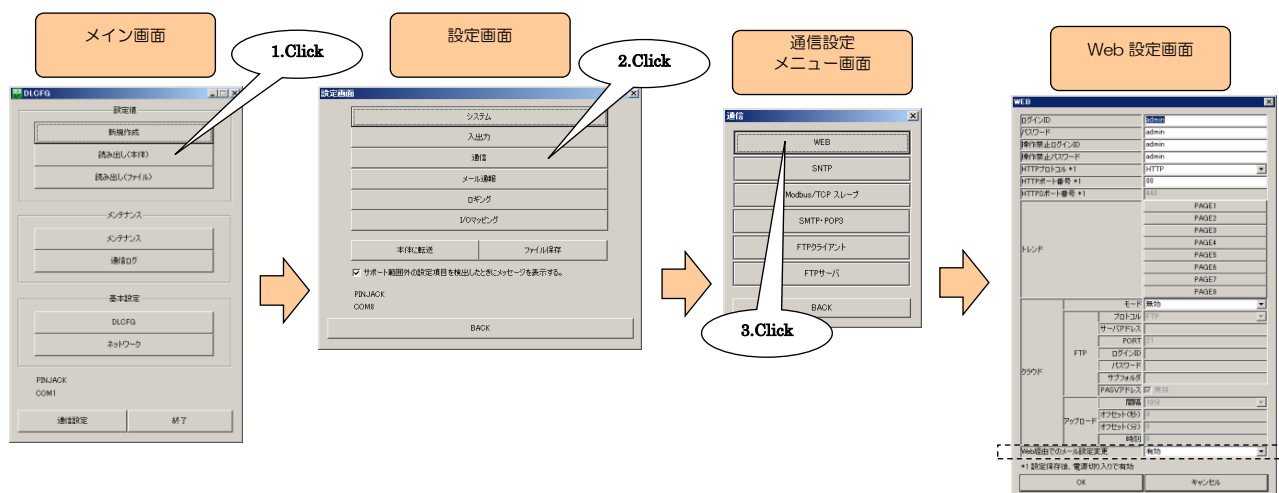 メイン画面
1.Click
設定画面
2.Click
通信設定
メニュー画面
Web 設定画面
DLCFG
設定値
新規作成
読み出し(本体)
読み出し(ファイル)
メンテナンス
メンテナンス
通信ログ
基本設定
DLCFG
ネットワーク
PINJACK
COM1
通信設定 終了
設定画面
システム
入出力
通信
メール通報
ロギング
I/Oマッピング
本体に転送 ファイル保存
サポート範囲外の設定項目を検出したときにメッセージを表示する。
PINJACK
COM8
BACK
通信
WEB
SNTP
Modbus/TCP スレーブ
SMTP・POP3
FTPクライアント
FTPサーバ
BACK
3.Click
WEB
ログインID admin
パスワード admin
操作禁止ログインID admin
操作禁止パスワード admin
HTTPプロトコル *1 HTTP
HTTPポート番号 *1 80
HTTPSポート番号 *1 443
トレンド
PAGE1
PAGE2
PAGE3
PAGE4
PAGE5
PAGE6
PAGE7
PAGE8
クラウド
モード 無効
FTP
プロトコル FTP
サーバアドレス
PORT 21
ログインID
パスワード
サブフォルダ
PASVアドレス 無視
アップロード
間隔 10分
オフセット(秒) 0
オフセット(分) 0
時刻 0
Web経由でのメール設定変更 有効
*1 設定保存後、電源切り入りで有効
OK キャンセル